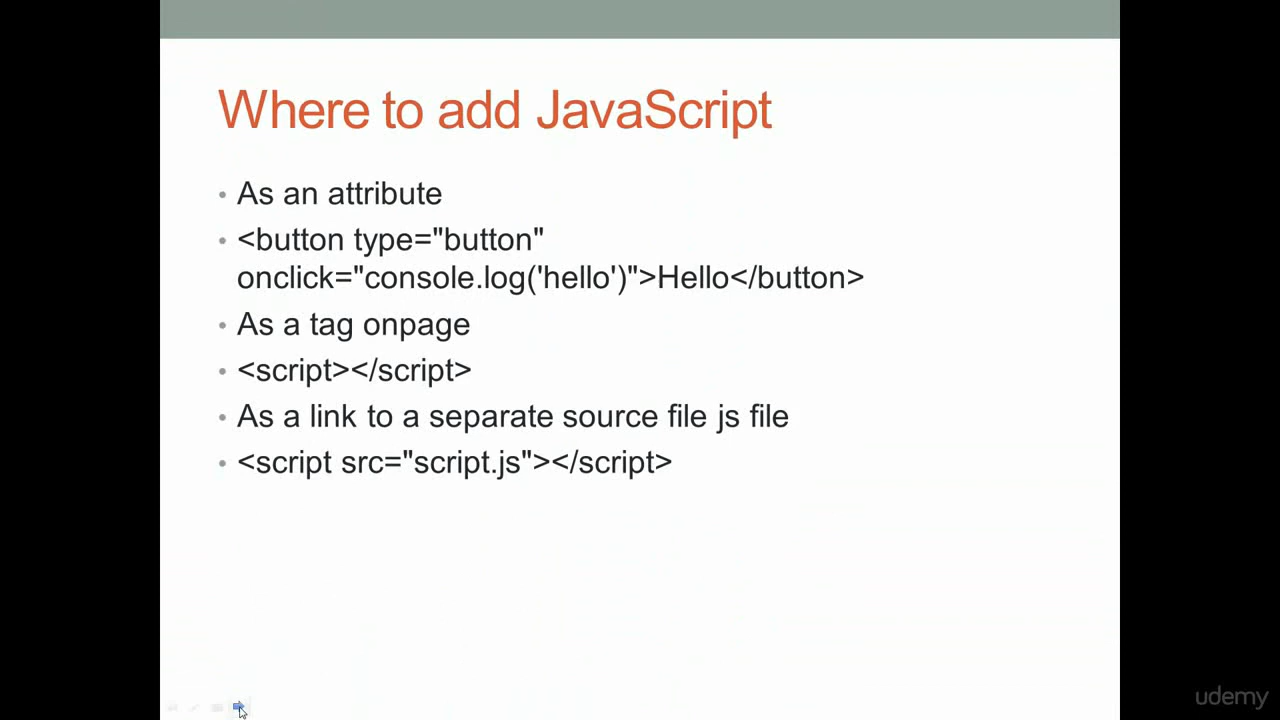 Where to add JavaScript
• As an attribute
• <button type="button"
onclick="console.log('hello')">Hello</button>
• As a tag onpage
• <script></script>
• As a link to a separate source file js file
• <script src="script.js"></script>
udemy